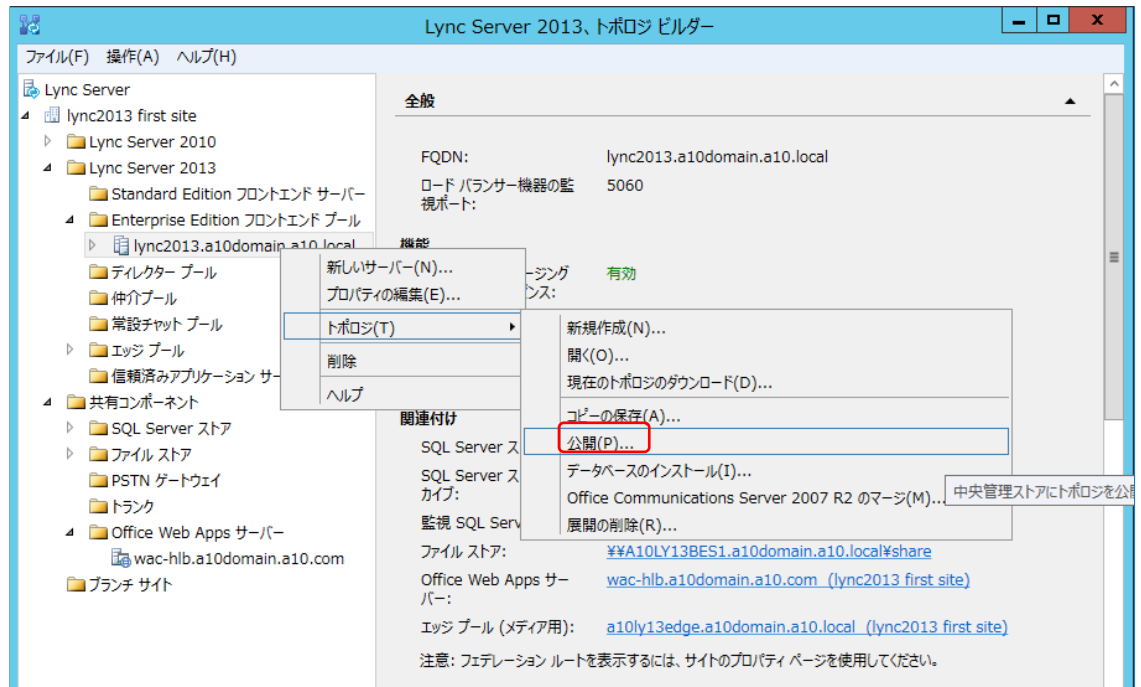 Lync Server 2013、トポロジ ビルダー
ファイル(F) 操作(A) ヘルプ(H)
Lync Server
lync2013 first site
Lync Server 2010
Lync Server 2013
Standard Edition フロントエンド サーバー
Enterprise Edition フロントエンド プール
lync2013.a10domain.a10.local
ディレクター プール
仲介プール
常設チャット プール
エッジ プール
信頼済みアプリケーション サー
共有コンポーネント
SQL Server ストア
ファイル ストア
PSTN ゲートウェイ
トランク
Office Web Apps サーバー
wac-hlb.a10domain.a10.com
ブランチ サイト
全般
FQDN: lync2013.a10domain.a10.local
ロード バランサー機器の監 5060
視ポート:
機能
ージング 有効
ンス:
新しいサーバー(N)...
プロパティの編集(E)...
トポロジ(T)
削除
ヘルプ
新規作成(N)...
開く(O)...
現在のトポロジのダウンロード(D)...
コピーの保存(A)...
公開(P)...
データベースのインストール(I)...
Office Communications Server 2007 R2 のマージ(M)...
展開の削除(R)...
中央管理ストアにトポロジを公開
関連付け
SQL Server ス
SQL Server ス
カイブ:
監視 SQL Serv
ファイル ストア: ¥¥A10LY13BES1.a10domain.a10.local¥share
Office Web Apps サー wac-hlb.a10domain.a10.com (lync2013 first site)
バー:
エッジ プール (メディア用): a10ly13edge.a10domain.a10.local (lync2013 first site)
注意: フェデレーション ルートを表示するには、サイトのプロパティ ページを使用してください。